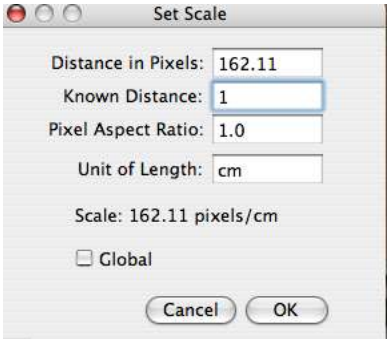 Set Scale
Distance in Pixels: 162.11
Known Distance: 1
Pixel Aspect Ratio: 1.0
Unit of Length: cm
Scale: 162.11 pixels/cm
Global
Cancel OK